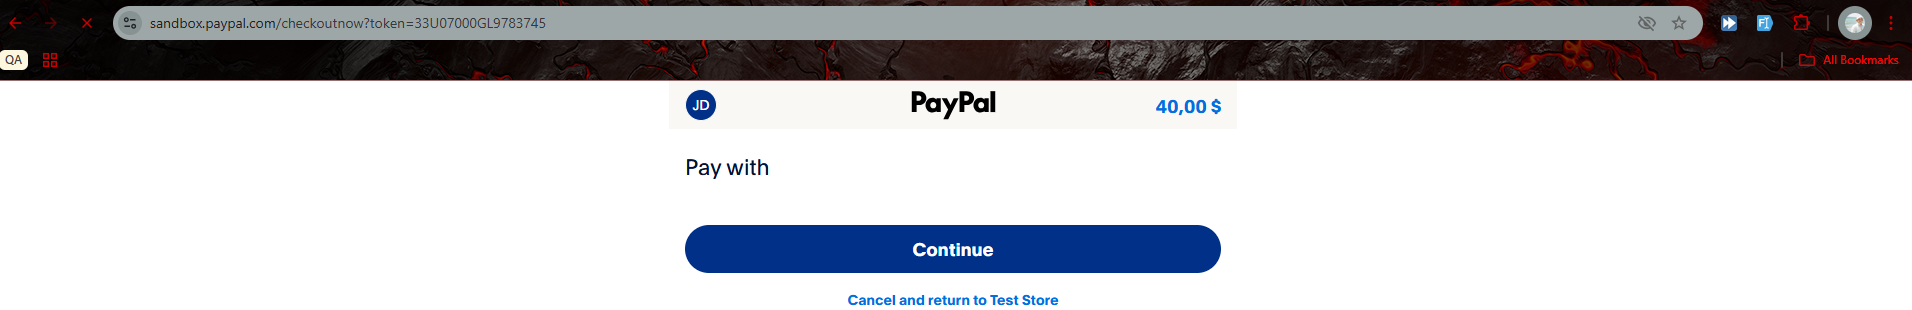 sandbox.paypal.com/checkoutnow?token=33U07000GL9783745
QA
All Bookmarks
JD
PayPal
40,00 $
Pay with
Continue
Cancel and return to Test Store